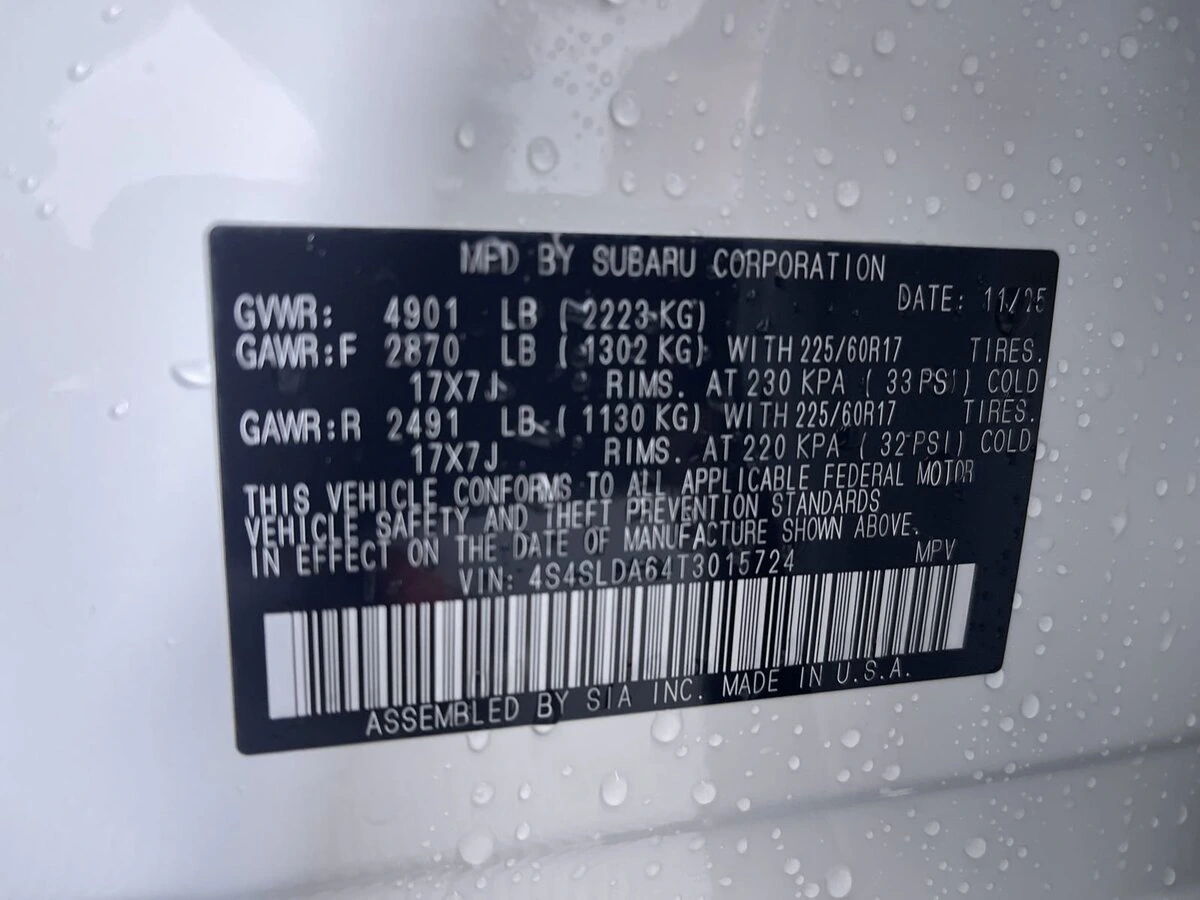 MFD BY SUBARU CORPORATION
DATE: 11/25
GVWR: 4901 LB ( 2223 KG)
GAWR:F 2870 LB ( 1302 KG) WITH 225/60R17 TIRES.
17X7J RIMS. AT 230 KPA ( 33 PSI) COLD
GAWR:R 2491 LB ( 1130 KG) WITH 225/60R17 TIRES.
17X7J RIMS. AT 220 KPA ( 32 PSI) COLD.
THIS VEHICLE CONFORMS TO ALL APPLICABLE FEDERAL MOTOR
VEHICLE SAFETY AND THEFT PREVENTION STANDARDS
IN EFFECT ON THE DATE OF MANUFACTURE SHOWN ABOVE.
VIN: 4S4SLDA64T3015724 MPV
ASSEMBLED BY SIA INC. MADE IN U.S.A.